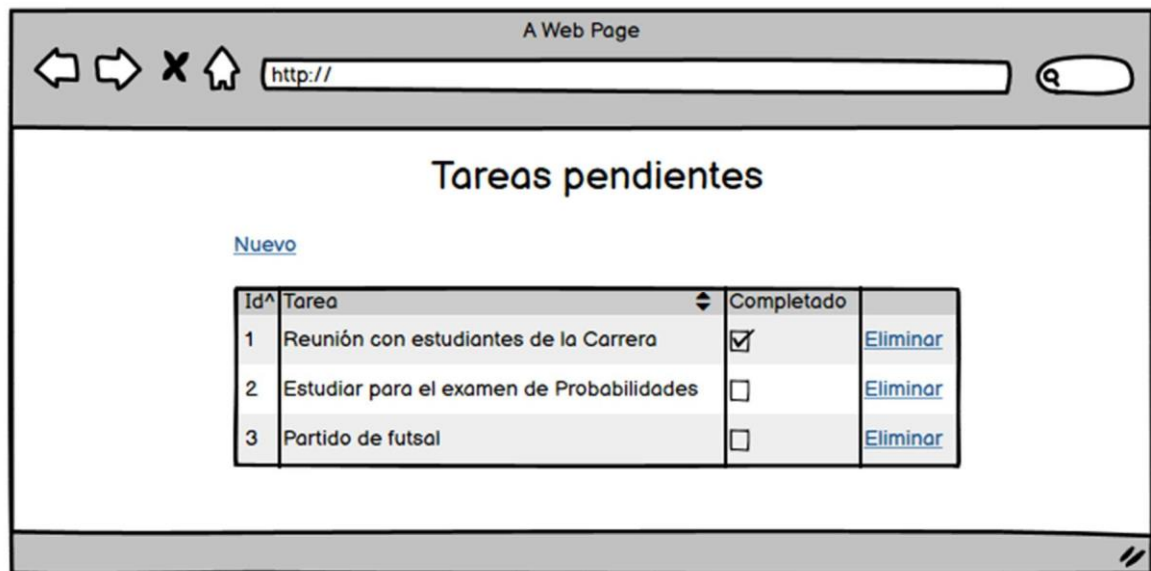 A Web Page
http://
Tareas pendientes
Nuevo
Id^ Tarea Completado
1 Reunión con estudiantes de la Carrera Eliminar
2 Estudiar para el examen de Probabilidades Eliminar
3 Partido de futsal Eliminar